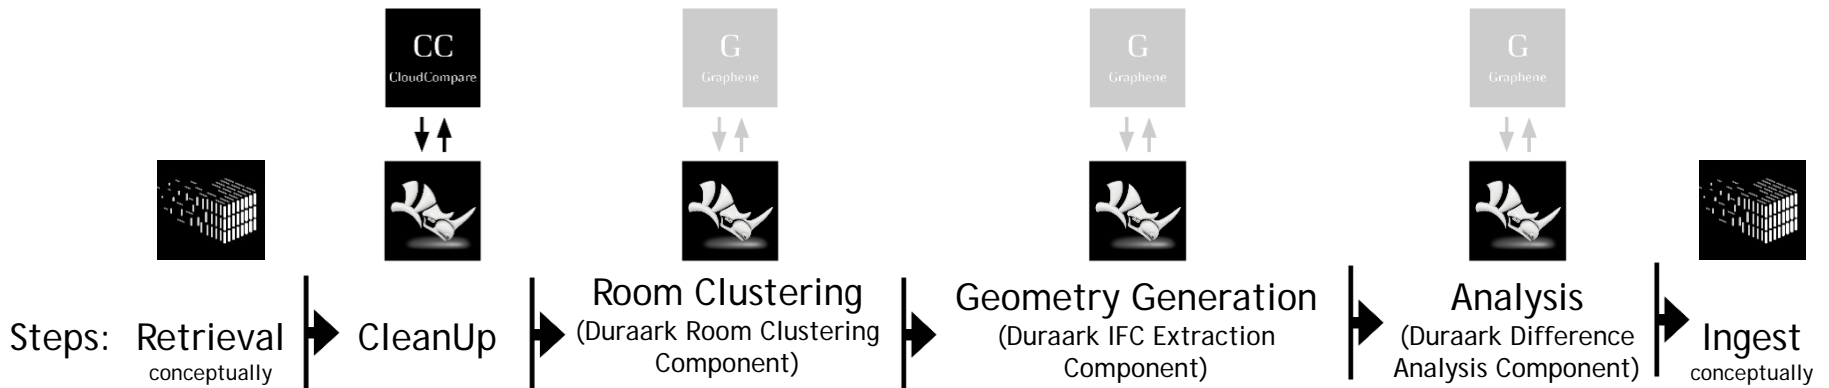 CC
CloudCompare
G
Graphene
G
Graphene
G
Graphene
Steps:
Retrieval
conceptually
CleanUp
Room Clustering
(Duraark Room Clustering
Component)
Geometry Generation
(Duraark IFC Extraction
Component)
Analysis
(Duraark Difference
Analysis Component)
Ingest
conceptually